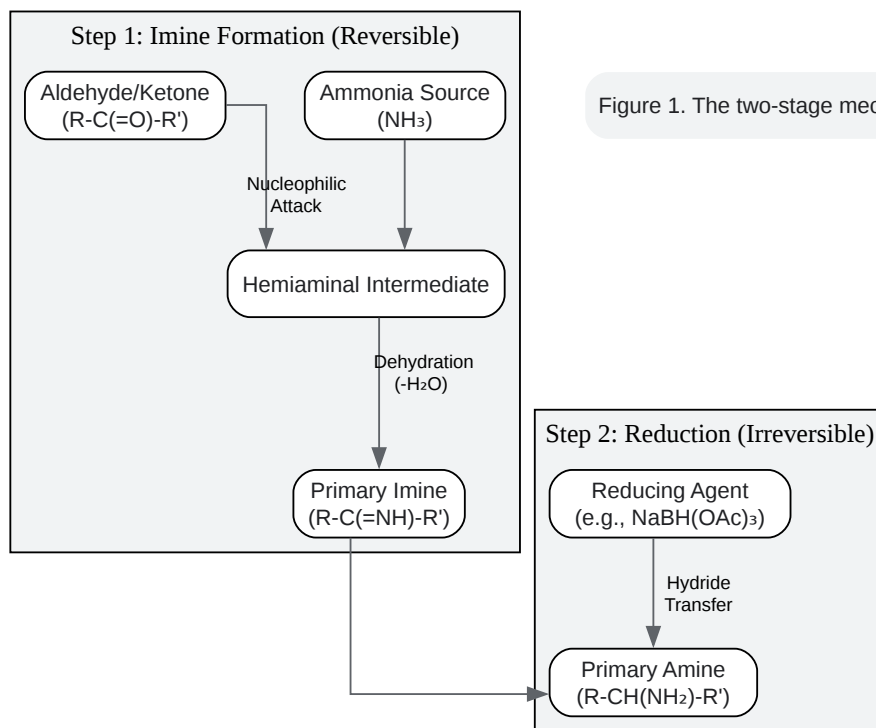 Step 1: Imine Formation (Reversible)
Aldehyde/Ketone
(R-C(=O)-R')
Ammonia Source
(NH₃)
Figure 1. The two-stage
Nucleophilic
Attack
Hemiaminal Intermediate
Dehydration
(-H₂O)
Primary Imine
(R-C(=NH)-R')
Step 2: Reduction (Irreversible)
Reducing Agent
(e.g., NaBH(OAc)₃)
Hydride
Transfer
Primary Amine
(R-CH(NH₂)-R')